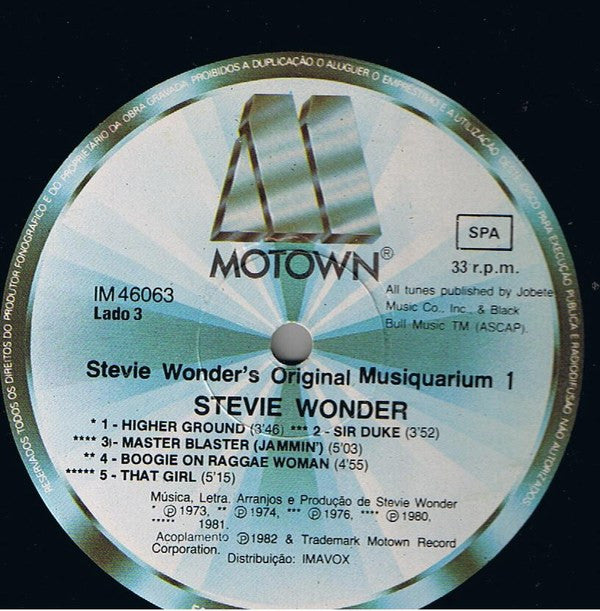 RESERVADOS TODOS OS DIREITOS DO PRODUTOR FONOGRÁFICO E DO PROPRIETÁRIO DA OBRA GRAVADA. PROIBIDOS A DUPLICAÇÃO O ALUGUER O EMPRÉSTIMO E A UTILIZAÇÃO DESTE DISCO PARA EXECUÇÃO PÚBLICA E RADIODIFUSÃO NÃO AUTORIZADOS.
MOTOWN®
SPA
33 r.p.m.
IM 46063
Lado 3
All tunes published by Jobete
Music Co., Inc., & Black
Bull Music TM (ASCAP).
Stevie Wonder's Original Musiquarium 1
STEVIE WONDER
* 1 - HIGHER GROUND (3'46) *** 2 - SIR DUKE (3'52)
**** 3 - MASTER BLASTER (JAMMIN') (5'03)
** 4 - BOOGIE ON RAGGAE WOMAN (4'55)
***** 5 - THAT GIRL (5'15)
Música, Letra. Arranjos e Produção de Stevie Wonder
* ℗ 1973, ** ℗ 1974, *** ℗ 1976, **** ℗ 1980,
***** 1981.
Acoplamento ℗1982 & Trademark Motown Record
Corporation.
Distribuição: IMAVOX